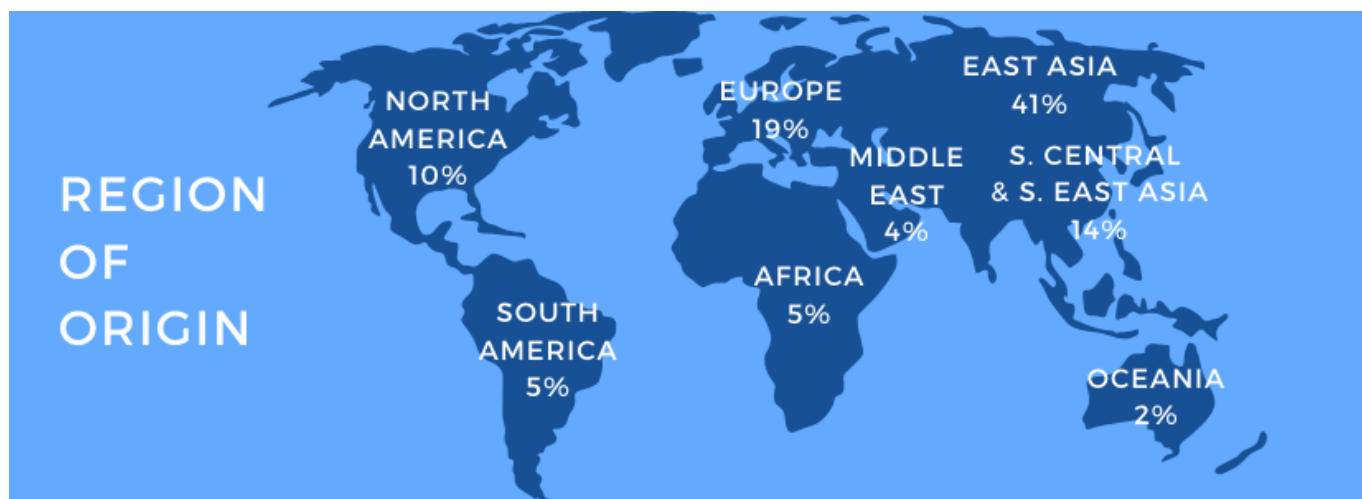 REGION
OF
ORIGIN
NORTH
AMERICA
10%
SOUTH
AMERICA
5%
EUROPE
19%
AFRICA
5%
MIDDLE
EAST
4%
EAST ASIA
41%
S. CENTRAL
& S. EAST ASIA
14%
OCEANIA
2%